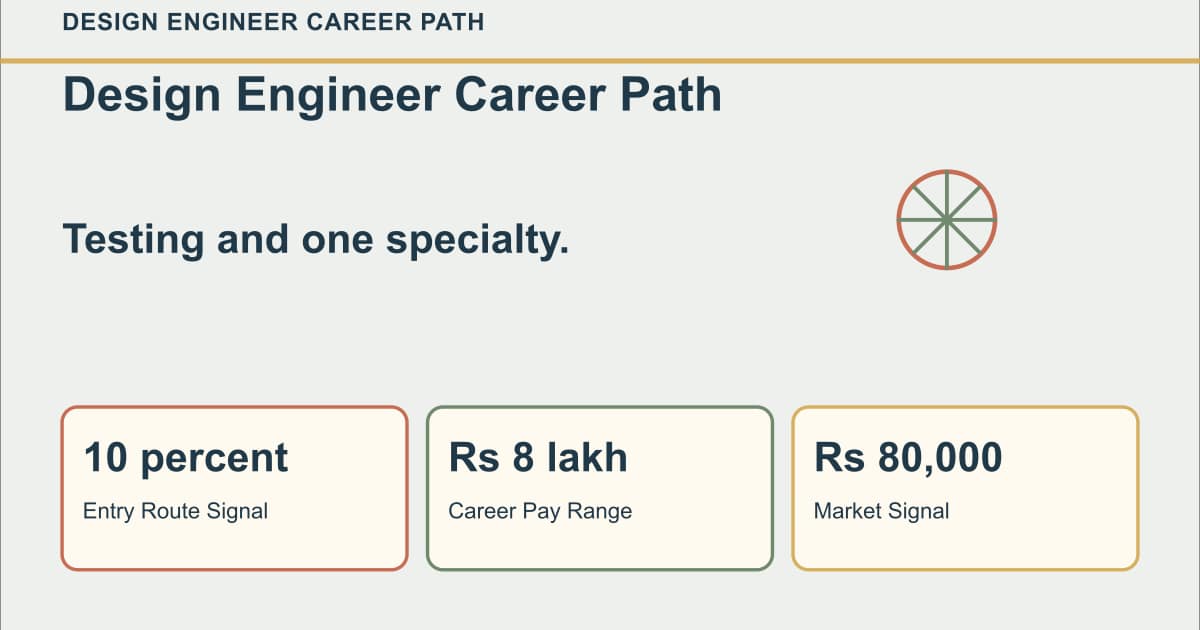 DESIGN ENGINEER CAREER PATH
Design Engineer Career Path
Testing and one specialty.
10 percent
Entry Route Signal
Rs 8 lakh
Career Pay Range
Rs 80,000
Market Signal